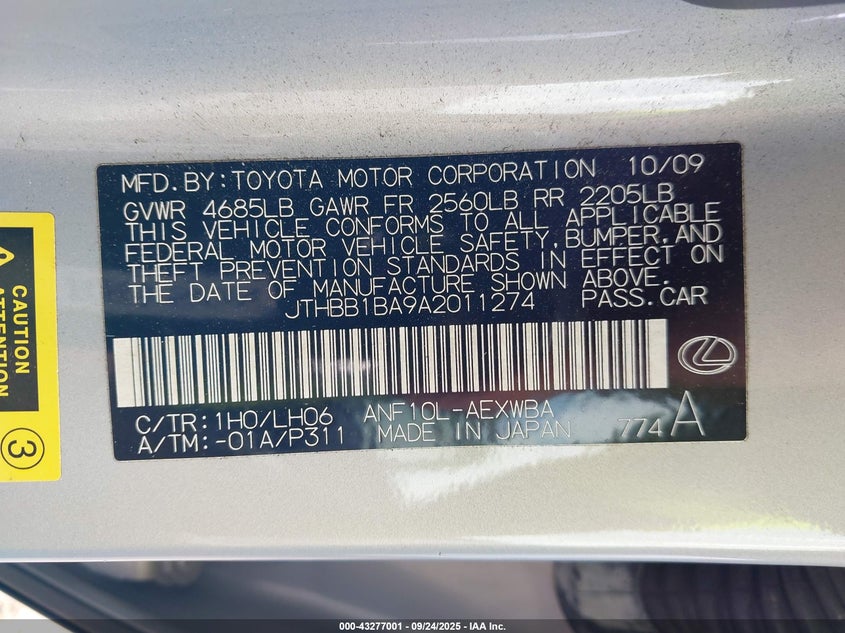 MFD. BY: TOYOTA MOTOR CORPORATION 10/09
GVWR 4685LB GAWR FR 2560LB RR 2205LB
THIS VEHICLE CONFORMS TO ALL APPLICABLE
FEDERAL MOTOR VEHICLE SAFETY, BUMPER, AND
THEFT PREVENTION STANDARDS IN EFFECT ON
THE DATE OF MANUFACTURE SHOWN ABOVE.
JTHBB1BA9A2011274 PASS. CAR
C/TR: 1H0/LH06 ANF10L-AEXWBA
A/TM: -01A/P311 MADE IN JAPAN 774 A
CAUTION
ATTENTION
3
000-43277001 - 09/24/2025 - IAA Inc.